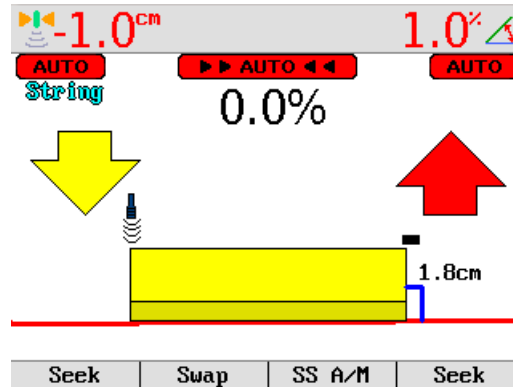 -1.0cm 1.0%
AUTO ►► AUTO ◄◄ AUTO
String
0.0%
1.8cm
Seek Swap SS A/M Seek